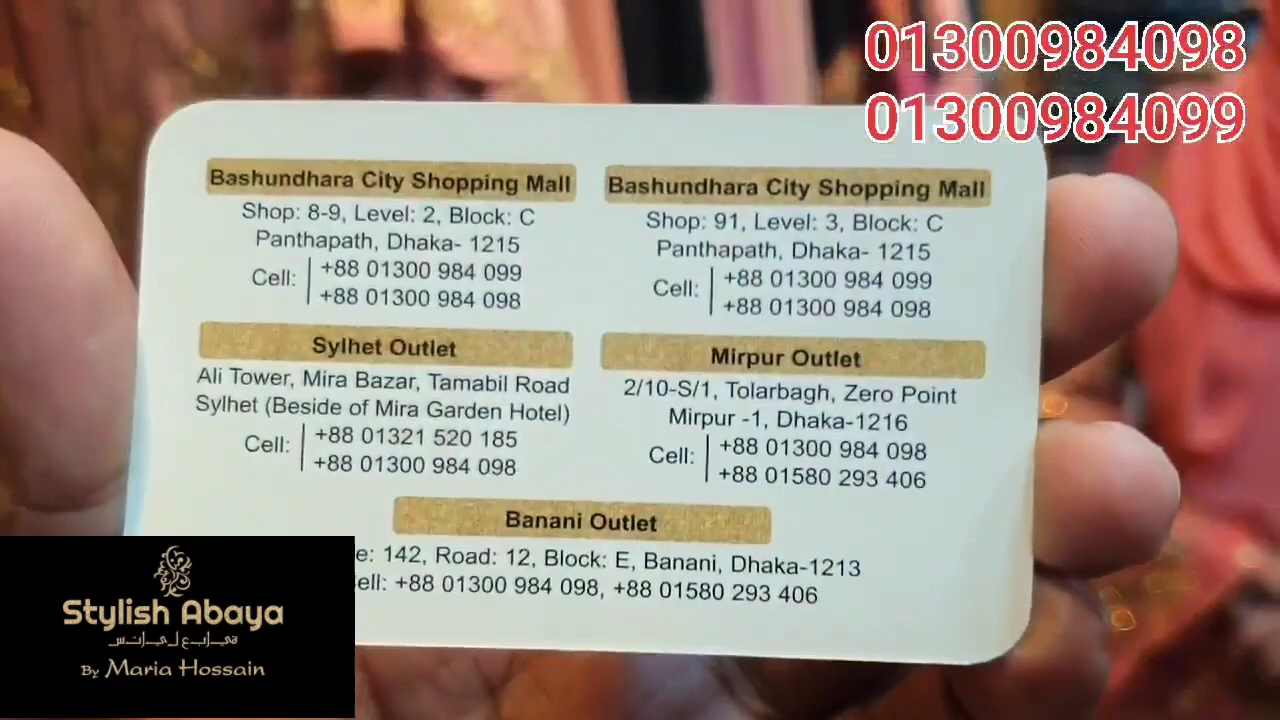 01300984098
01300984099
Bashundhara City Shopping Mall
Shop: 8-9, Level: 2, Block: C
Panthapath, Dhaka- 1215
Cell: +88 01300 984 099
+88 01300 984 098
Bashundhara City Shopping Mall
Shop: 91, Level: 3, Block: C
Panthapath, Dhaka- 1215
Cell: +88 01300 984 099
+88 01300 984 098
Sylhet Outlet
Ali Tower, Mira Bazar, Tamabil Road
Sylhet (Beside of Mira Garden Hotel)
Cell: +88 01321 520 185
+88 01300 984 098
Mirpur Outlet
2/10-S/1, Tolarbagh, Zero Point
Mirpur -1, Dhaka-1216
Cell: +88 01300 984 098
+88 01580 293 406
Banani Outlet
e: 142, Road: 12, Block: E, Banani, Dhaka-1213
ell: +88 01300 984 098, +88 01580 293 406
Stylish Abaya
By Maria Hossain